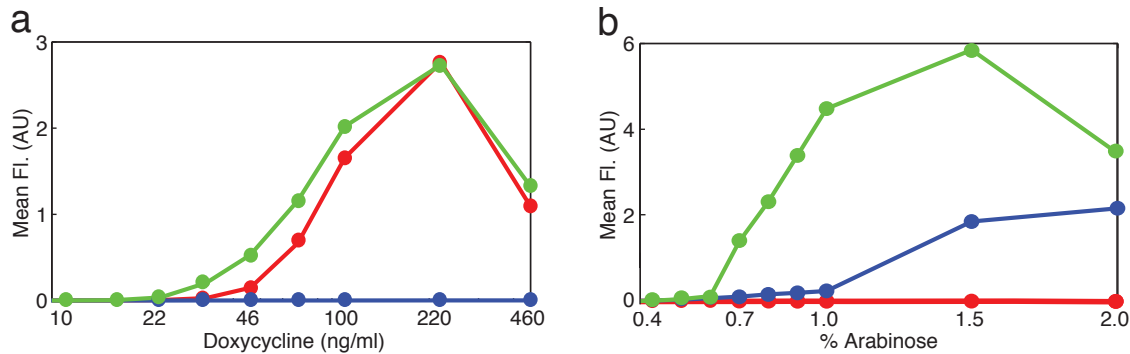 a
3
2
1
0
Mean Fl. (AU)
10 22 46 100 220 460
Doxycycline (ng/ml)
b
6
4
2
0
Mean Fl. (AU)
0.4 0.7 1.0 1.5 2.0
% Arabinose